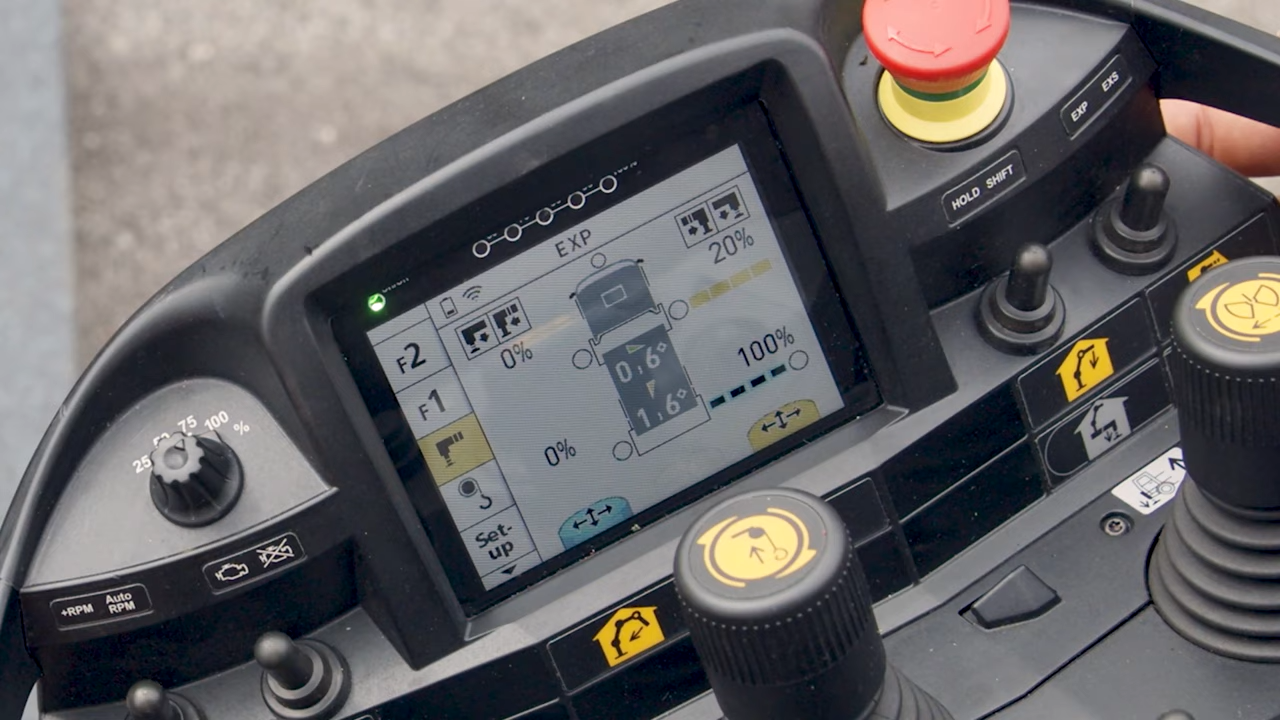 EXP EXS
HOLD SHIFT
EXP
20%
F2
0%
0,6°
100%
F1
1,6°
0%
Set-
up
25 50 75 100 %
+RPM
Auto
RPM